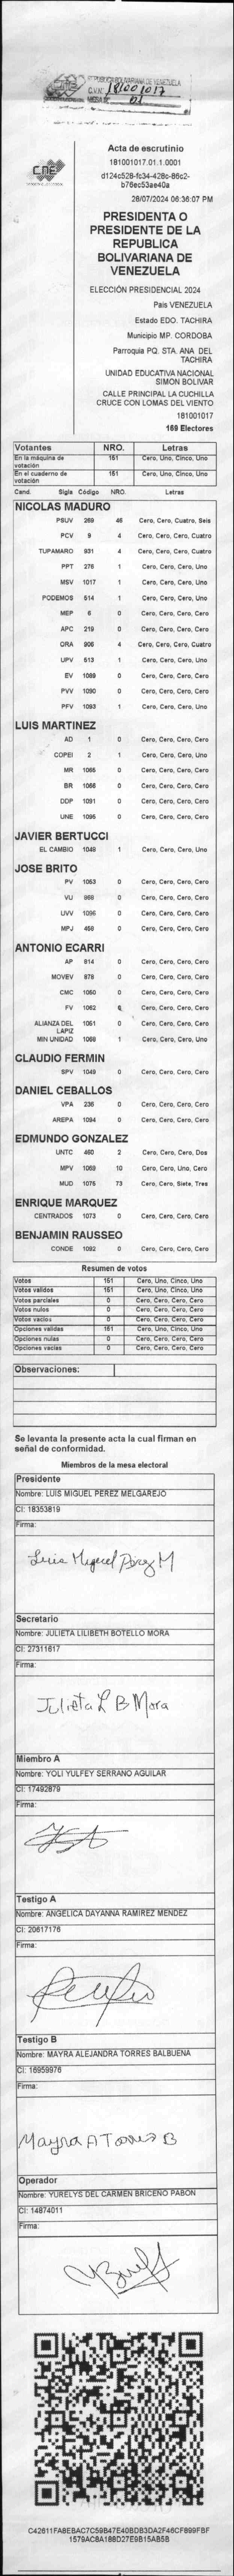 REPUBLICA BOLIVARIANA DE VENEZUELA
CNE
C.V.N° 181001017
MESA N° 01
CNE
Acta de escrutinio
181001017.01.1.0001
d124c528-fc34-428c-86c2-
b76ec53ae40a
28/07/2024 06:36:07 PM
PRESIDENTA O
PRESIDENTE DE LA
REPUBLICA
BOLIVARIANA DE
VENEZUELA
ELECCIÓN PRESIDENCIAL 2024
Pais VENEZUELA
Estado EDO. TACHIRA
Municipio MP. CORDOBA
Parroquia PQ. STA. ANA DEL
TACHIRA
UNIDAD EDUCATIVA NACIONAL
SIMON BOLIVAR
CALLE PRINCIPAL LA CUCHILLA
CRUCE CON LOMAS DEL VIENTO
181001017
169 Electores
Votantes NRO. Letras
En la máquina de votación 151 Cero, Uno, Cinco, Uno
En el cuaderno de votación 151 Cero, Uno, Cinco, Uno
Cand. Sigla Código NRO. Letras
NICOLAS MADURO
PSUV 269 46 Cero, Cero, Cuatro, Seis
PCV 9 4 Cero, Cero, Cero, Cuatro
TUPAMARO 931 4 Cero, Cero, Cero, Cuatro
PPT 276 1 Cero, Cero, Cero, Uno
MSV 1017 1 Cero, Cero, Cero, Uno
PODEMOS 514 1 Cero, Cero, Cero, Uno
MEP 6 0 Cero, Cero, Cero, Cero
APC 219 0 Cero, Cero, Cero, Cero
ORA 906 4 Cero, Cero, Cero, Cuatro
UPV 513 1 Cero, Cero, Cero, Uno
EV 1089 0 Cero, Cero, Cero, Cero
PVV 1090 0 Cero, Cero, Cero, Cero
PFV 1093 1 Cero, Cero, Cero, Uno
LUIS MARTINEZ
AD 1 0 Cero, Cero, Cero, Cero
COPEI 2 1 Cero, Cero, Cero, Uno
MR 1065 0 Cero, Cero, Cero, Cero
BR 1066 0 Cero, Cero, Cero, Cero
DDP 1091 0 Cero, Cero, Cero, Cero
UNE 1095 0 Cero, Cero, Cero, Cero
JAVIER BERTUCCI
EL CAMBIO 1048 1 Cero, Cero, Cero, Uno
JOSE BRITO
PV 1053 0 Cero, Cero, Cero, Cero
VU 868 0 Cero, Cero, Cero, Cero
UVV 1096 0 Cero, Cero, Cero, Cero
MPJ 458 0 Cero, Cero, Cero, Cero
ANTONIO ECARRI
AP 814 0 Cero, Cero, Cero, Cero
MOVEV 878 0 Cero, Cero, Cero, Cero
CMC 1050 0 Cero, Cero, Cero, Cero
FV 1062 0 Cero, Cero, Cero, Cero
ALIANZA DEL LAPIZ 1051 0 Cero, Cero, Cero, Cero
MIN UNIDAD 1088 1 Cero, Cero, Cero, Uno
CLAUDIO FERMIN
SPV 1049 0 Cero, Cero, Cero, Cero
DANIEL CEBALLOS
VPA 236 0 Cero, Cero, Cero, Cero
AREPA 1094 0 Cero, Cero, Cero, Cero
EDMUNDO GONZALEZ
UNTC 460 2 Cero, Cero, Cero, Dos
MPV 1069 10 Cero, Cero, Uno, Cero
MUD 1075 73 Cero, Cero, Siete, Tres
ENRIQUE MARQUEZ
CENTRADOS 1073 0 Cero, Cero, Cero, Cero
BENJAMIN RAUSSEO
CONDE 1092 0 Cero, Cero, Cero, Cero
Resumen de votos
Votos 151 Cero, Uno, Cinco, Uno
Votos validos 151 Cero, Uno, Cinco, Uno
Votos parciales 0 Cero, Cero, Cero, Cero
Votos nulos 0 Cero, Cero, Cero, Cero
Votos vacios 0 Cero, Cero, Cero, Cero
Opciones validas 151 Cero, Uno, Cinco, Uno
Opciones nulas 0 Cero, Cero, Cero, Cero
Opciones vacias 0 Cero, Cero, Cero, Cero
Observaciones:
Se levanta la presente acta la cual firman en
señal de conformidad.
Miembros de la mesa electoral
Presidente
Nombre: LUIS MIGUEL PEREZ MELGAREJO
CI: 18353819
Firma:
Luis Miguel Perez M
Secretario
Nombre: JULIETA LILIBETH BOTELLO MORA
CI: 27311617
Firma:
Julieta L B Mora
Miembro A
Nombre: YOLI YULFEY SERRANO AGUILAR
CI: 17492879
Firma:
Testigo A
Nombre: ANGELICA DAYANNA RAMIREZ MENDEZ
CI: 20617176
Firma:
Testigo B
Nombre: MAYRA ALEJANDRA TORRES BALBUENA
CI: 16959976
Firma:
Mayra A Torres B
Operador
Nombre: YURELYS DEL CARMEN BRICENO PABON
CI: 14874011
Firma:
C42611FA8EBAC7C59B47E40BDB3DA2F46CF899FBF
1579AC8A188D27E9B15AB5B